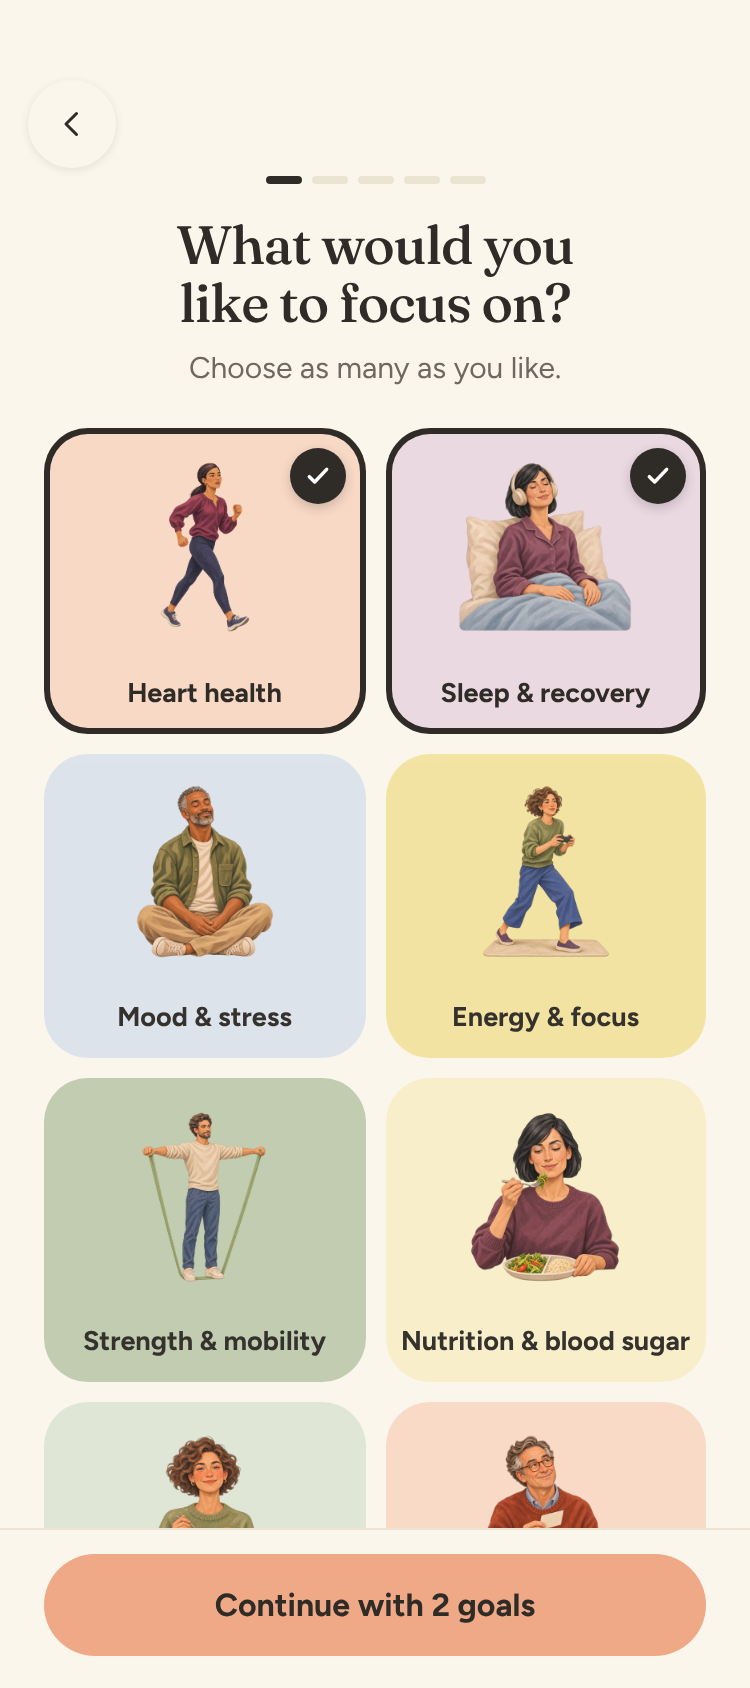 What would you
like to focus on?
Choose as many as you like.
Heart health
Sleep & recovery
Mood & stress
Energy & focus
Strength & mobility
Nutrition & blood sugar
Continue with 2 goals